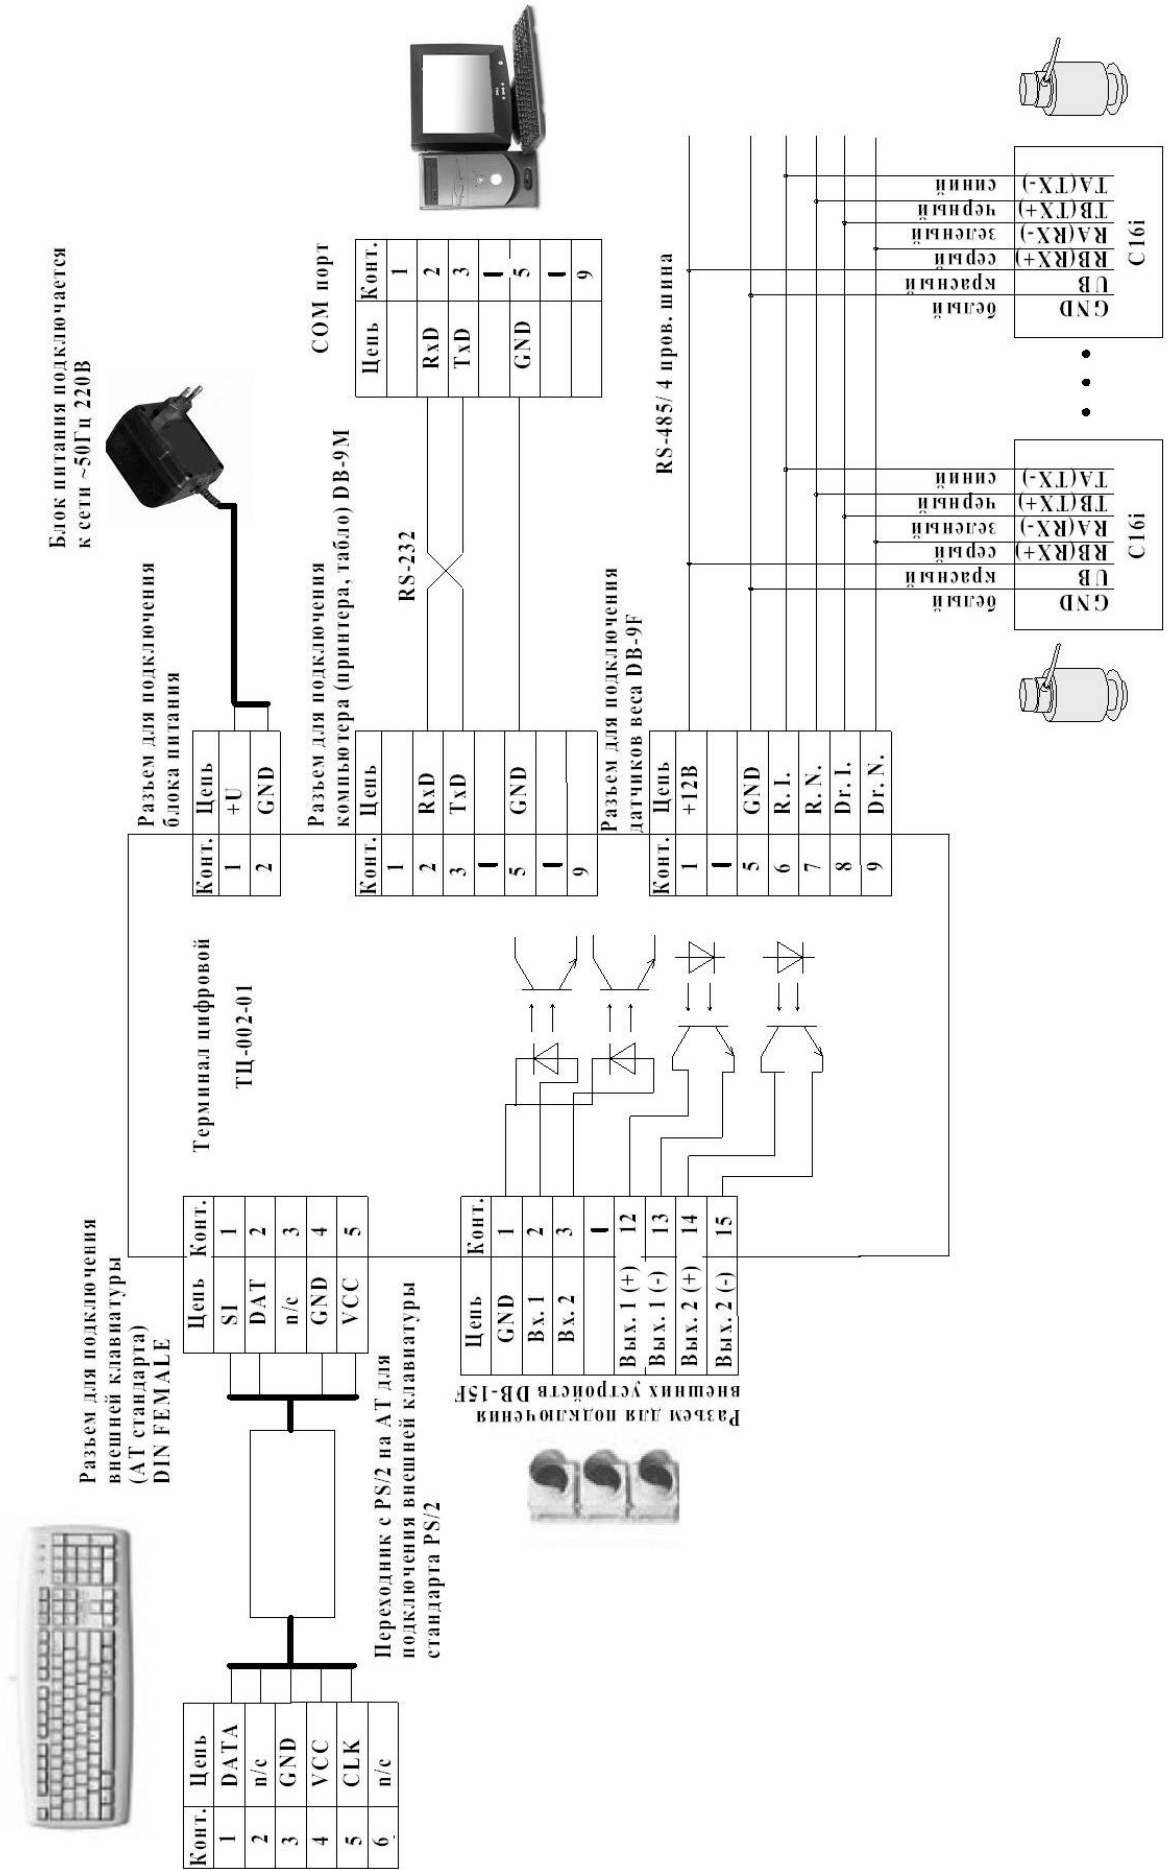 Блок питания подключается
к сети ~50Гц 220В
Разъем для подключения
блока питания
Цепь Конт.
+U 1
GND 2
Разъем для подключения
внешней клавиатуры
(АТ стандарта)
DIN FEMALE
Цепь Конт.
SI 1
DAT 2
n/c 3
GND 4
VCC 5
Конт. Цепь
1 DATA
2 n/c
3 GND
4 VCC
5 CLK
6 n/c
Переходник с PS/2 на АТ для
подключения внешней клавиатуры
стандарта PS/2
Терминал цифровой
ТЦ-002-01
Разъем для подключения
компьютера (принтера, табло) DB-9M
Конт. Цепь
1
2 RxD
3 TxD
5 GND
9
RS-232
COM порт
Цепь Конт.
1
RxD 2
TxD 3
GND 5
9
Разъем для подключения
внешних устройств DB-15F
Цепь Конт.
GND 1
Вх. 1 2
Вх. 2 3
Вых. 1 (+) 12
Вых. 1 (-) 13
Вых. 2 (+) 14
Вых. 2 (-) 15
Разъем для подключения
датчиков веса DB-9F
Конт. Цепь
1 +12В
5 GND
6 R. I.
7 R. N.
8 Dr. I.
9 Dr. N.
RS-485/ 4 пров. шина
синий TA(TX-)
черный TB(TX+)
зеленый RA(RX-)
серый RB(RX+)
красный UB
белый GND
C16i
синий TA(TX-)
черный TB(TX+)
зеленый RA(RX-)
серый RB(RX+)
красный UB
белый GND
C16i